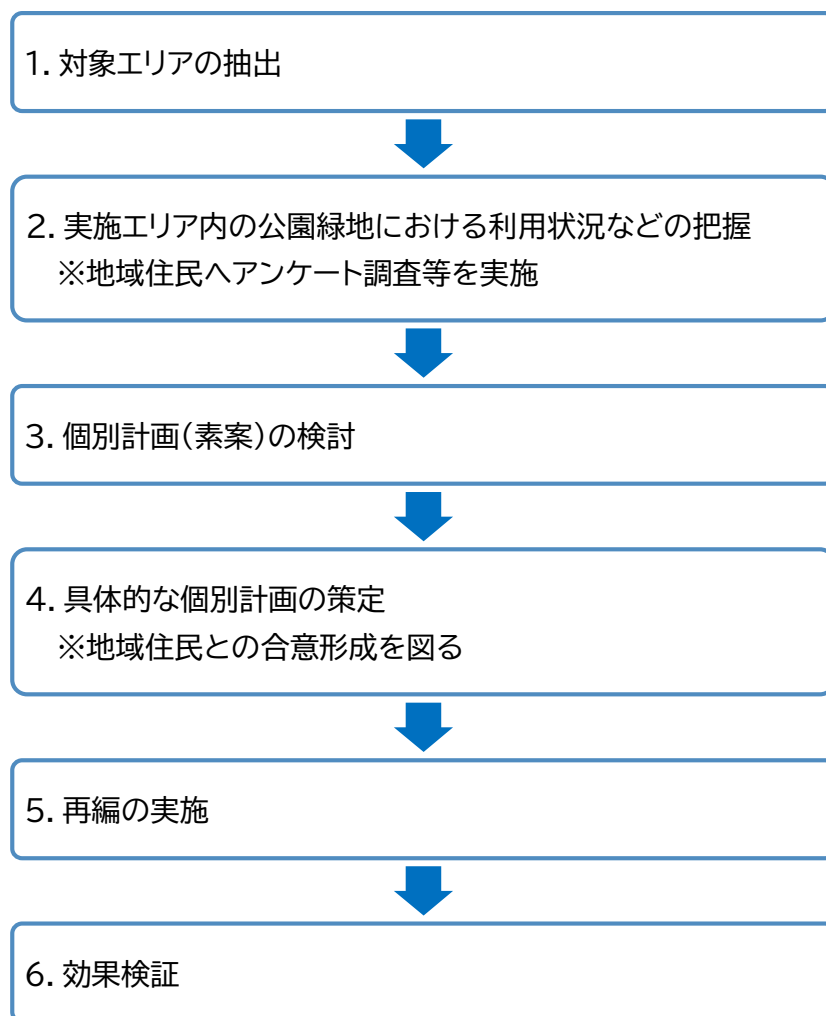 1. 対象エリアの抽出
2. 実施エリア内の公園緑地における利用状況などの把握
※地域住民へアンケート調査等を実施
3. 個別計画(素案)の検討
4. 具体的な個別計画の策定
※地域住民との合意形成を図る
5. 再編の実施
6. 効果検証